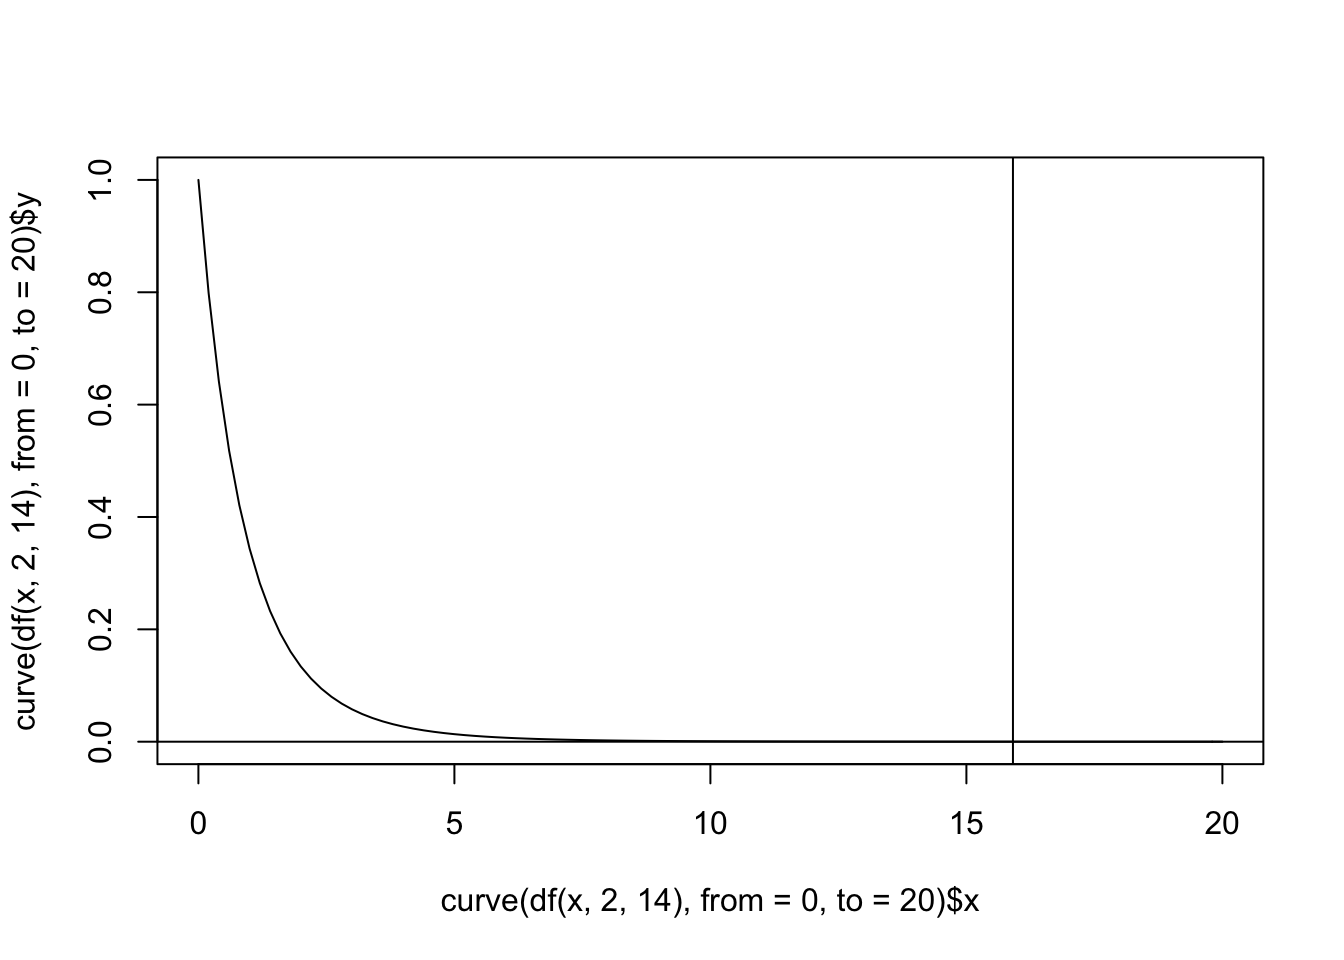 curve(df(x, 2, 14), from = 0, to = 20)$y
1.0
0.8
0.6
0.4
0.2
0.0
0 5 10 15 20
curve(df(x, 2, 14), from = 0, to = 20)$x